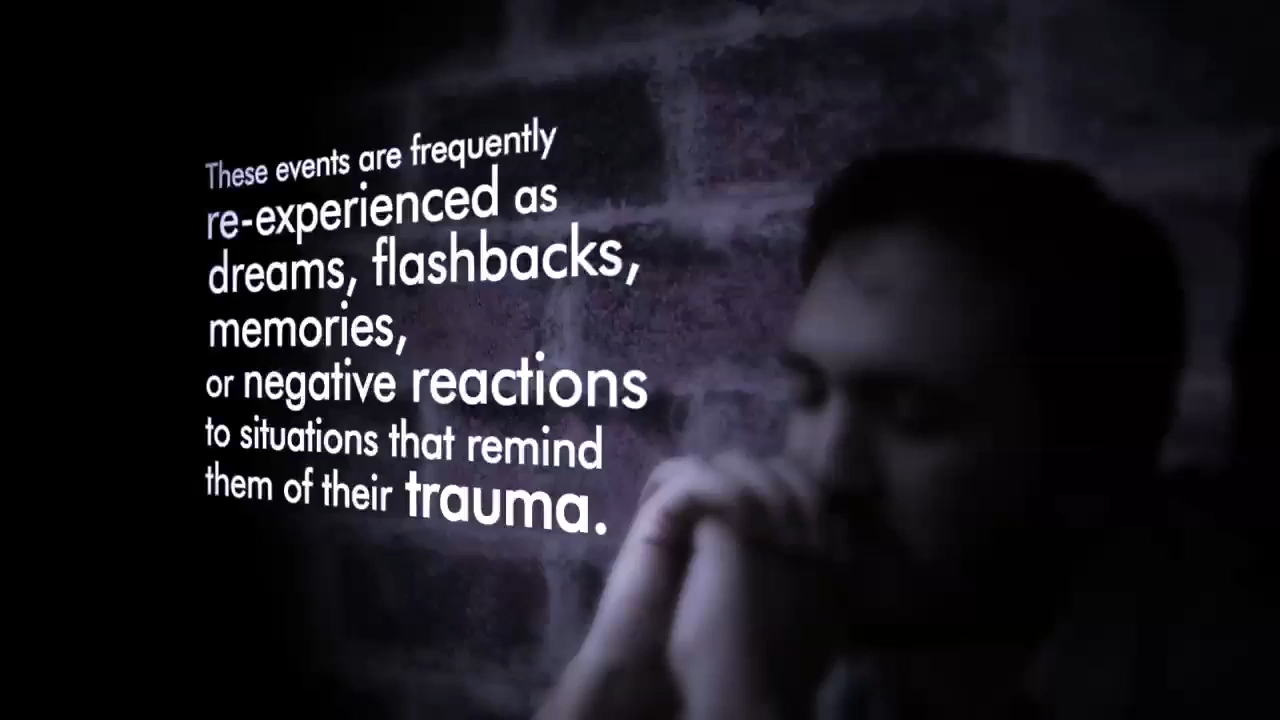 These events are frequently
re-experienced as
dreams, flashbacks,
memories,
or negative reactions
to situations that remind
them of their trauma.